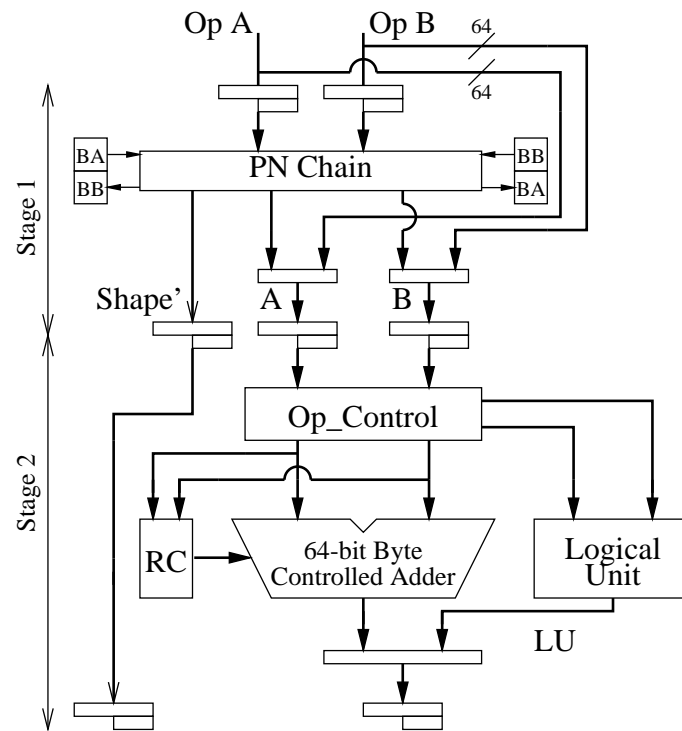 Op A
Op B
64
64
BA
BB
PN Chain
BB
BA
Stage 1
Shape’
A
B
Op_Control
Stage 2
RC
64-bit Byte
Controlled Adder
Logical
Unit
LU